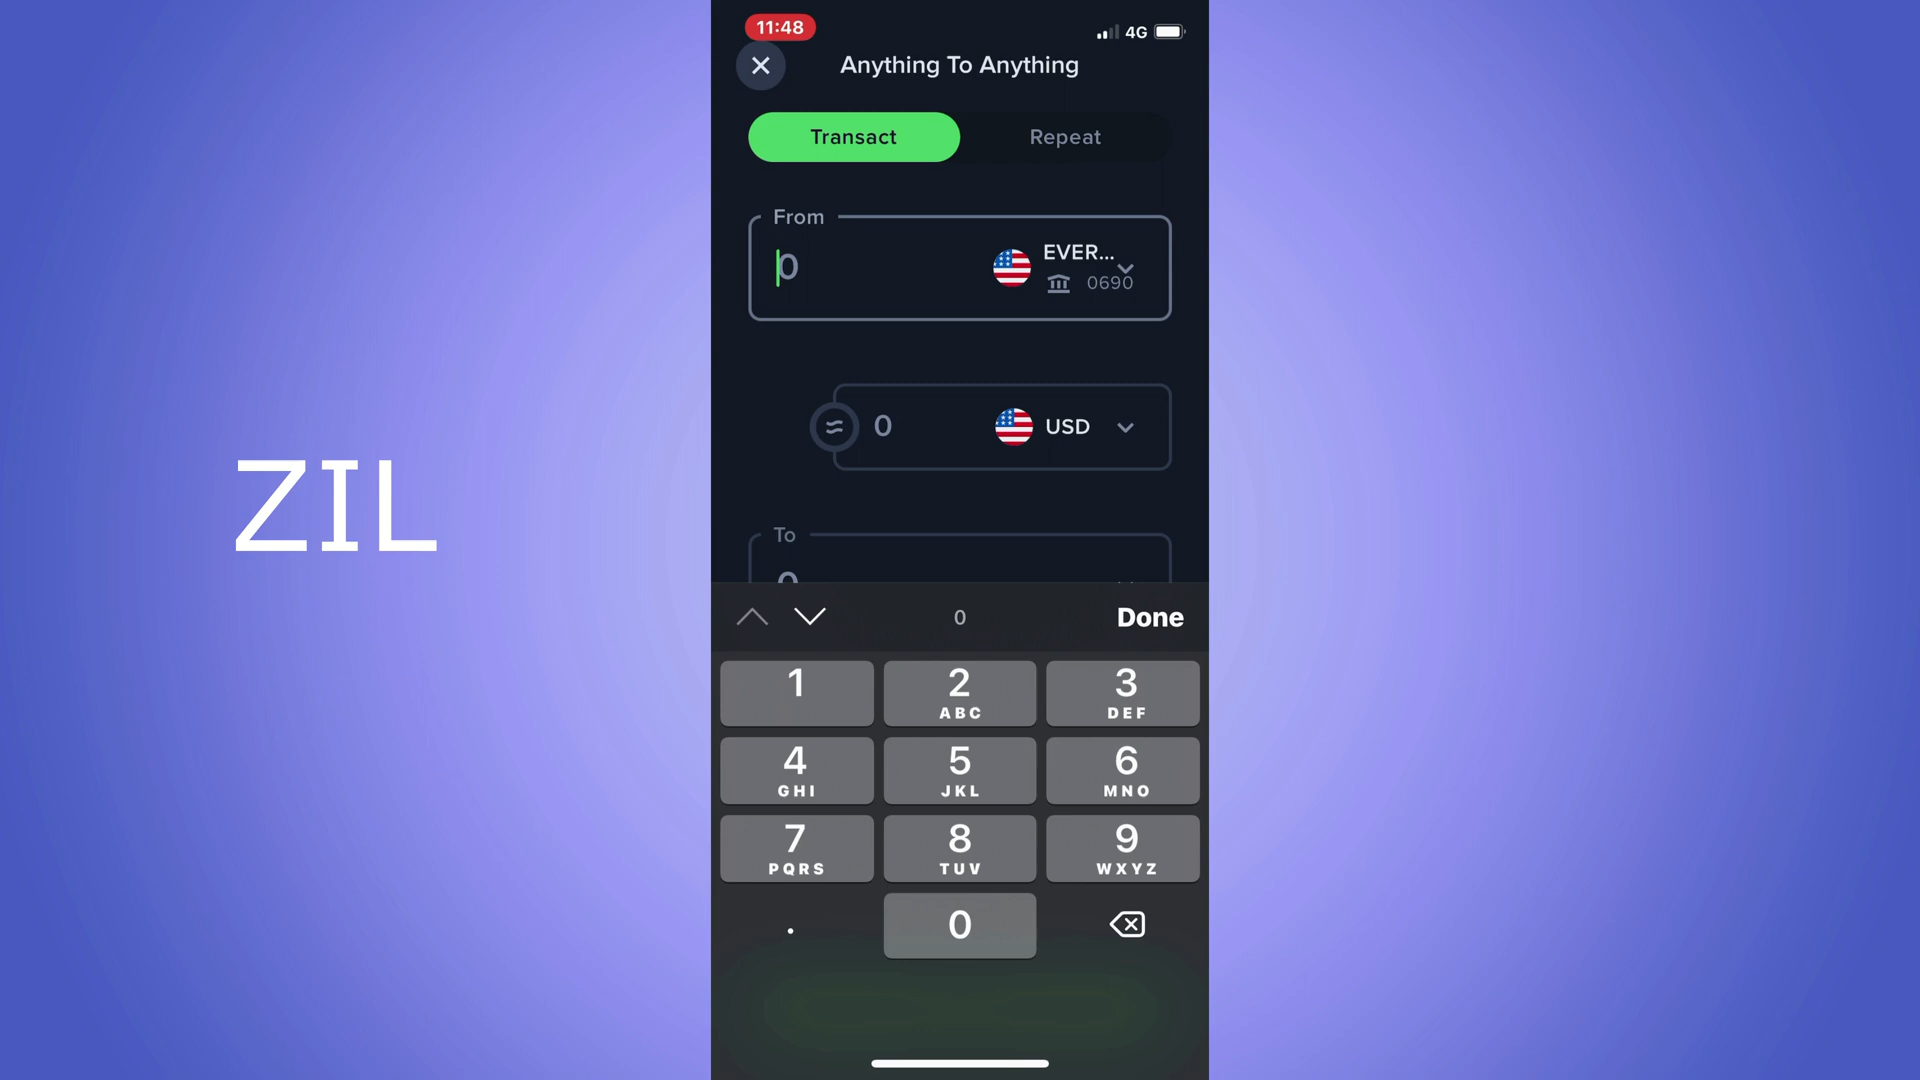 11:48
4G
Anything To Anything
Transact
Repeat
From
0
EVER...
0690
0
USD
ZIL
To
0
Done
1
2
ABC
3
DEF
4
GHI
5
JKL
6
MNO
7
PQRS
8
TUV
9
WXYZ
.
0